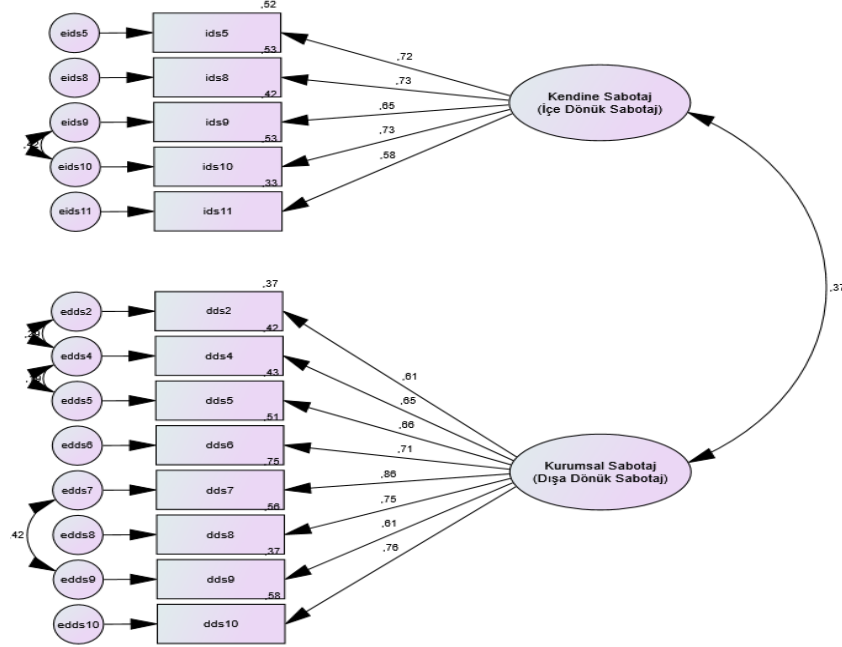 ,52
eids5
ids5
,53
,72
eids8
ids8
,42
,73
Kendine Sabotaj
(İçe Dönük Sabotaj)
eids9
ids9
,53
,65
eids10
ids10
,33
,73
eids11
ids11
,58
,37
,37
edds2
dds2
,42
,61
edds4
dds4
,43
,65
edds5
dds5
,51
,66
edds6
dds6
,75
,71
Kurumsal Sabotaj
(Dışa Dönük Sabotaj)
edds7
dds7
,56
,86
,42
edds8
dds8
,37
,75
edds9
dds9
,58
,61
edds10
dds10
,76